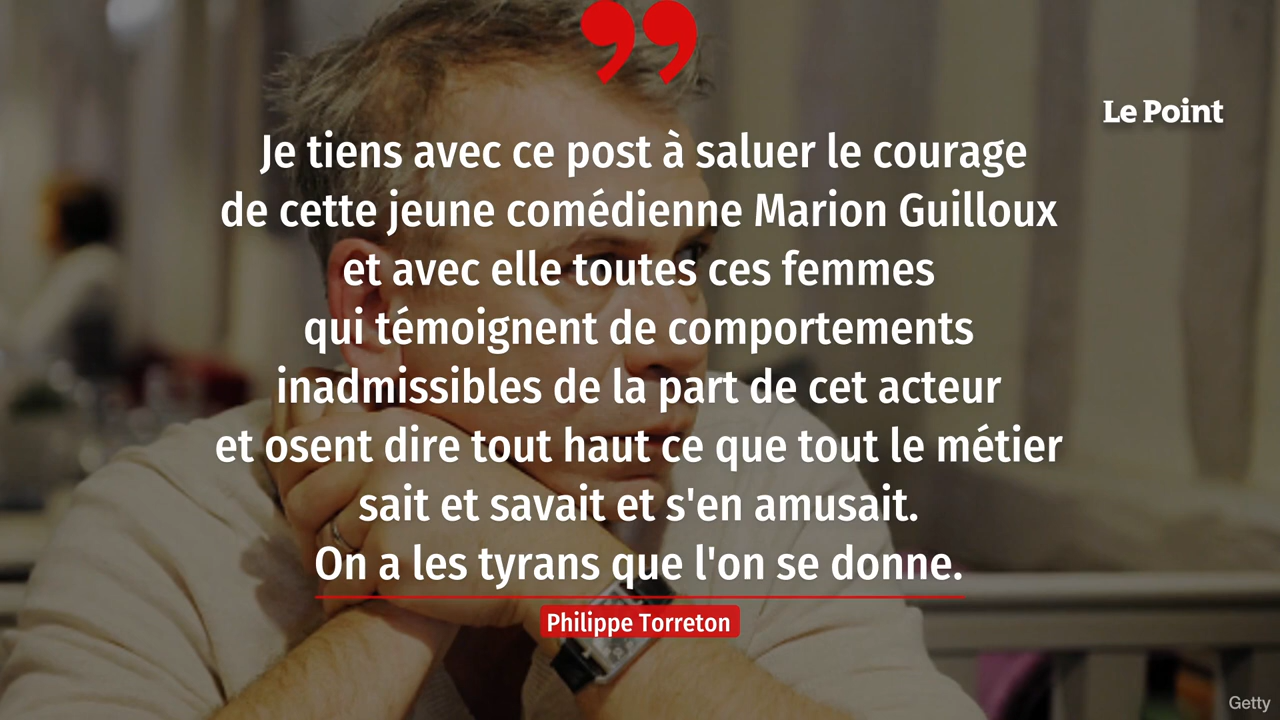 Le Point
Je tiens avec ce post à saluer le courage
de cette jeune comédienne Marion Guilloux
et avec elle toutes ces femmes
qui témoignent de comportements
inadmissibles de la part de cet acteur
et osent dire tout haut ce que tout le métier
sait et savait et s'en amusait.
On a les tyrans que l'on se donne.
Philippe Torreton
Getty